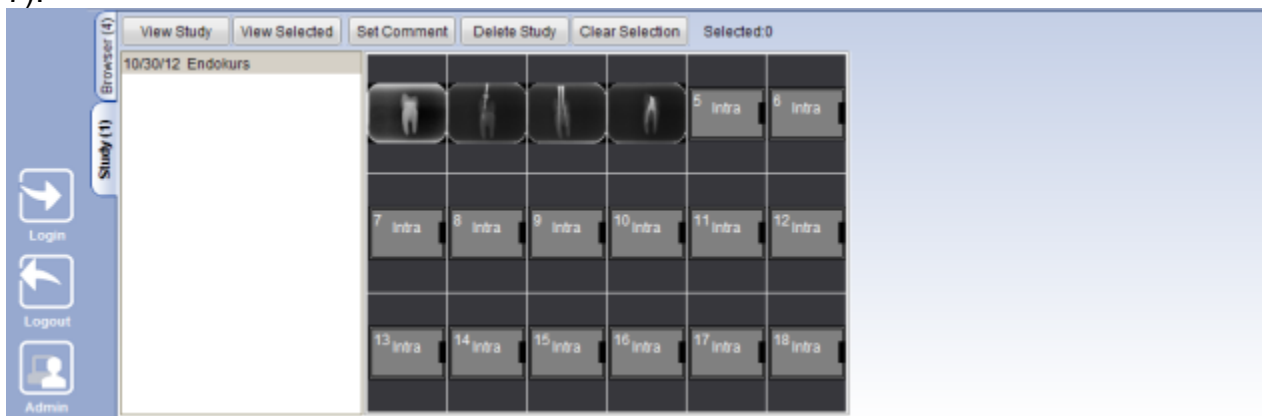 View Study View Selected Set Comment Delete Study Clear Selection Selected:0
Browser (4)
Study (1)
10/30/12 Endokurs
5 Intra 6 Intra
7 Intra 8 Intra 9 Intra 10 Intra 11 Intra 12 Intra
13 Intra 14 Intra 15 Intra 16 Intra 17 Intra 18 Intra
Login
Logout
Admin